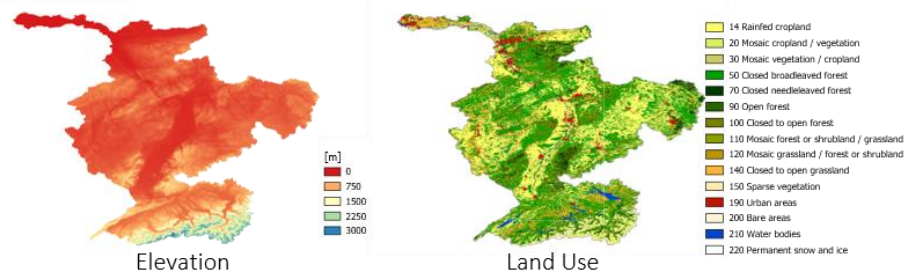 [m]
0
750
1500
2250
3000
Elevation
14 Rainfed cropland
20 Mosaic cropland / vegetation
30 Mosaic vegetation / cropland
50 Closed broadleaved forest
70 Closed needleleaved forest
90 Open forest
100 Closed to open forest
110 Mosaic forest or shrubland / grassland
120 Mosaic grassland / forest or shrubland
140 Closed to open grassland
150 Sparse vegetation
190 Urban areas
200 Bare areas
210 Water bodies
220 Permanent snow and ice
Land Use